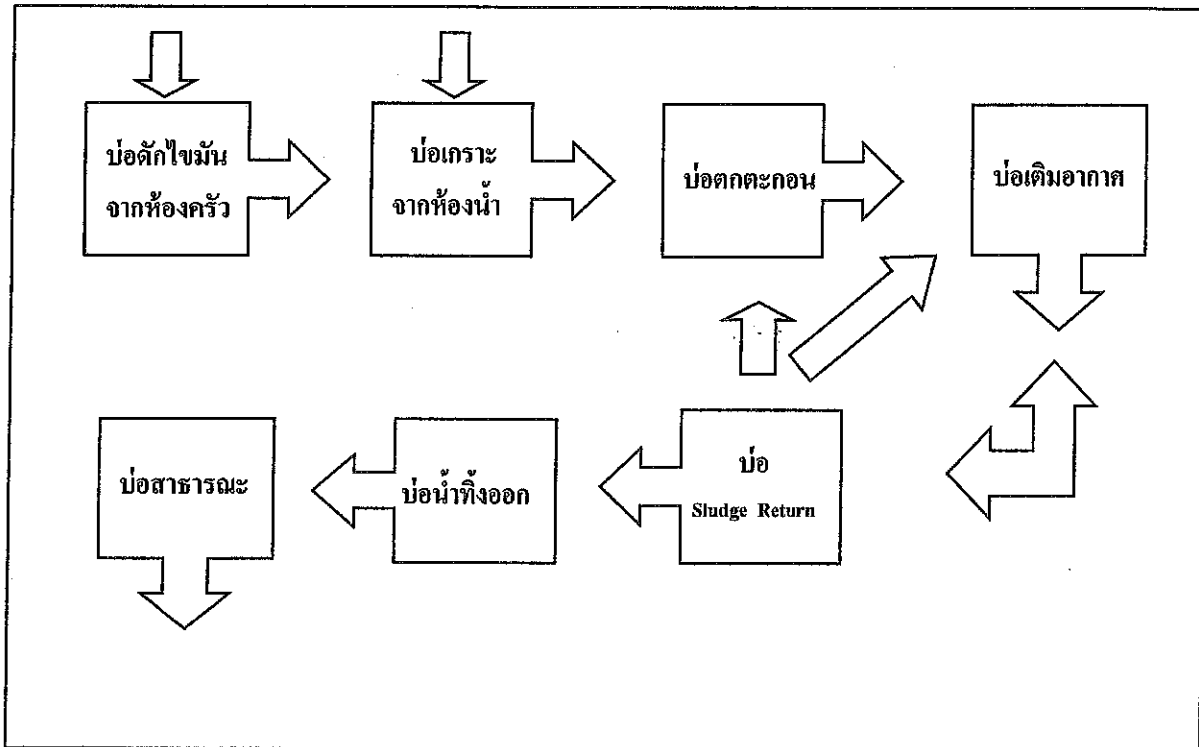 บ่อดักไขมัน
จากห้องครัว
บ่อเกราะ
จากห้องน้ำ
บ่อตกตะกอน
บ่อเติมอากาศ
บ่อสาธารณะ
บ่อน้ำทิ้งออก
บ่อ
Sludge Return